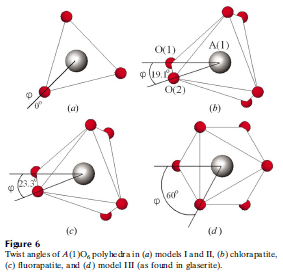 φ
0°
(a)
O(1)
A(1)
φ
19.1°
O(2)
(b)
φ
23.3°
(c)
φ
60°
(d)
Figure 6
Twist angles of A(1)O₆ polyhedra in (a) models I and II, (b) chlorapatite,
(c) fluorapatite, and (d) model III (as found in glaserite).